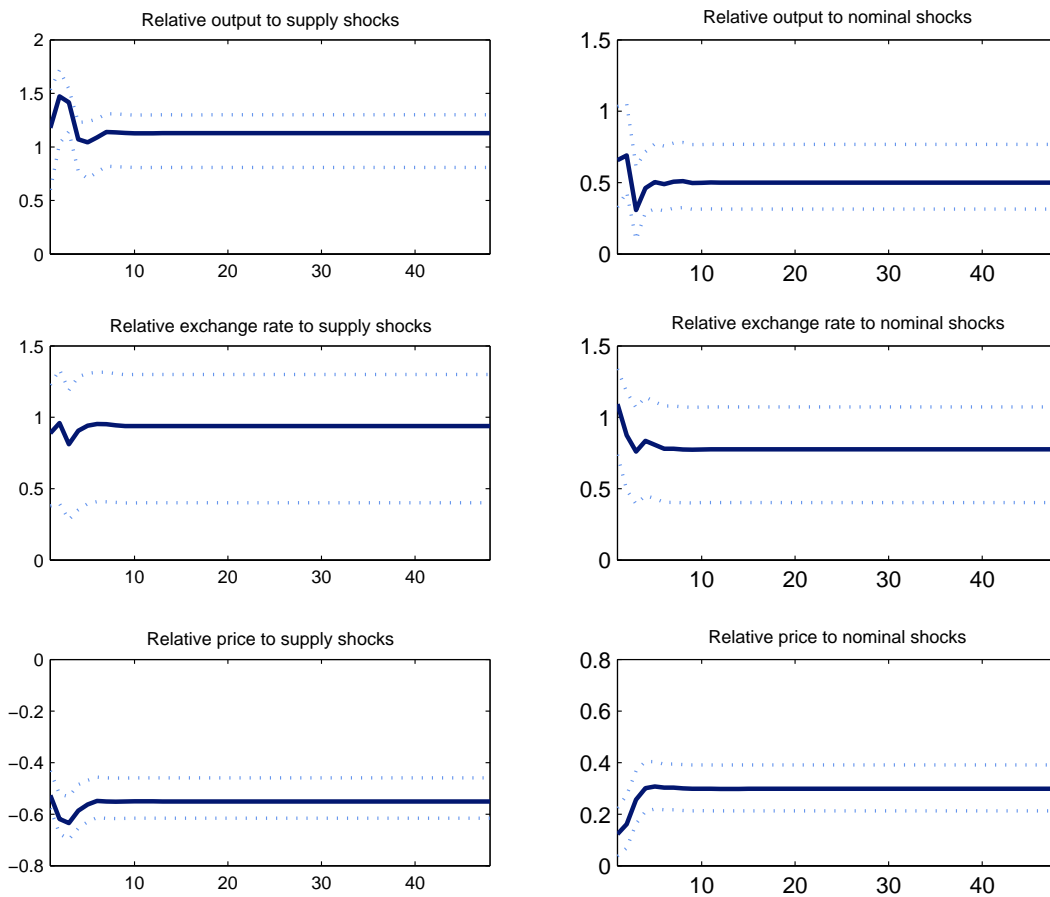 Relative output to supply shocks
2
1.5
1
0.5
0
10 20 30 40
Relative output to nominal shocks
1.5
1
0.5
0
10 20 30 40
Relative exchange rate to supply shocks
1.5
1
0.5
0
10 20 30 40
Relative exchange rate to nominal shocks
1.5
1
0.5
0
10 20 30 40
Relative price to supply shocks
0
−0.2
−0.4
−0.6
−0.8
10 20 30 40
Relative price to nominal shocks
0.8
0.6
0.4
0.2
0
10 20 30 40